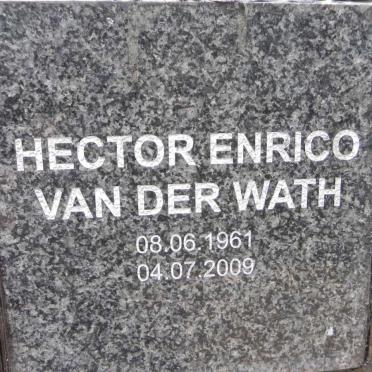 HECTOR ENRICO
VAN DER WATH
08.06.1961
04.07.2009